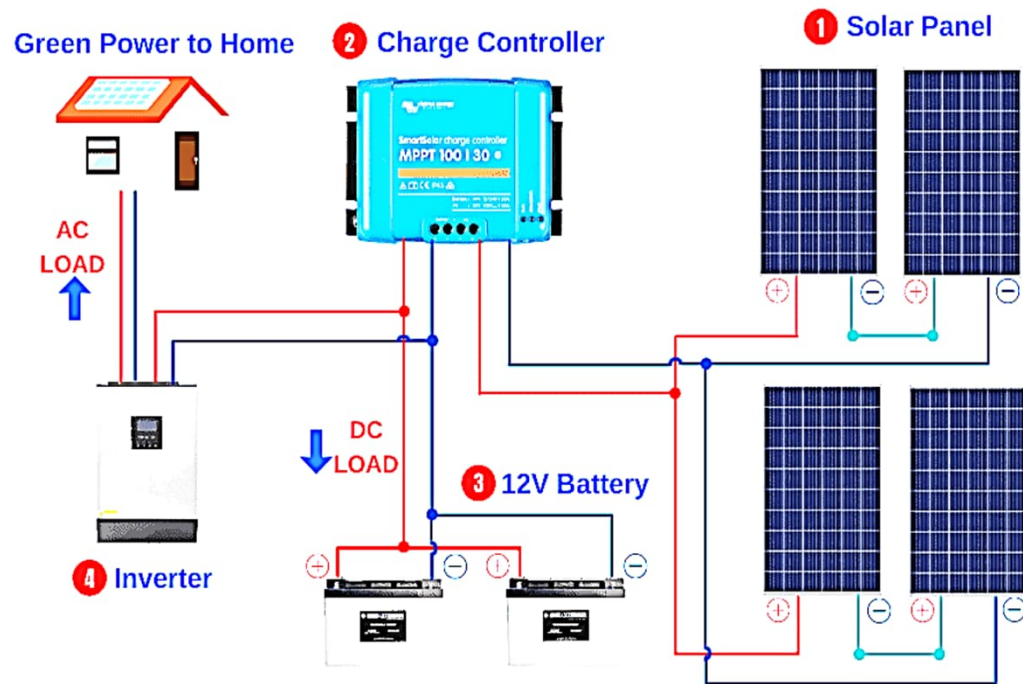 Green Power to Home
2 Charge Controller
1 Solar Panel
SmartSolar charge controller
MPPT 100 | 30
AC
LOAD
DC
LOAD
3 12V Battery
4 Inverter
+ − + −
+ − + −
+ − + −